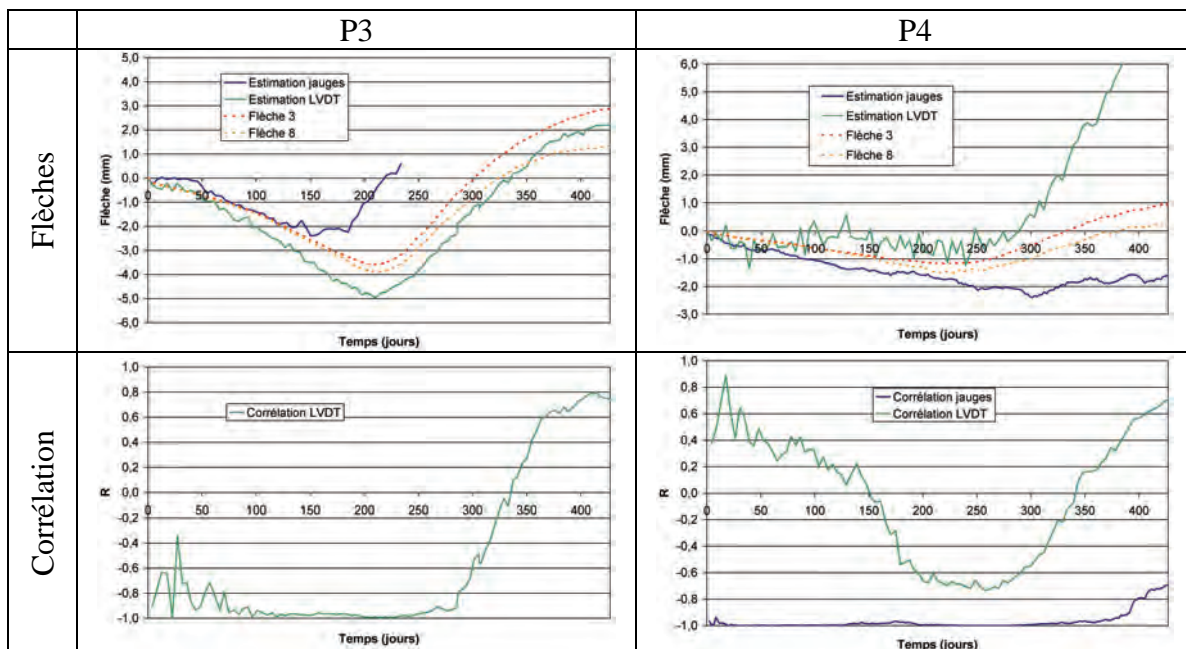 P3
P4
Flèches
5,0
4,0
3,0
2,0
1,0
0,0
-1,0
-2,0
-3,0
-4,0
-5,0
-6,0
Flèche (mm)
Estimation jauges
Estimation LVDT
Flèche 3
Flèche 8
0 50 100 150 200 250 300 350 400
Temps (jours)
6,0
5,0
4,0
3,0
2,0
1,0
0,0
-1,0
-2,0
-3,0
Flèche (mm)
Estimation jauges
Estimation LVDT
Flèche 3
Flèche 8
0 50 100 150 200 250 300 350 400
Temps (jours)
Corrélation
1,0
0,8
0,6
0,4
0,2
0,0
-0,2
-0,4
-0,6
-0,8
-1,0
R
Corrélation LVDT
0 50 100 150 200 250 300 350 400
Temps (jours)
1,0
0,8
0,6
0,4
0,2
0,0
-0,2
-0,4
-0,6
-0,8
-1,0
R
Corrélation jauges
Corrélation LVDT
0 50 100 150 200 250 300 350 400
Temps (jours)